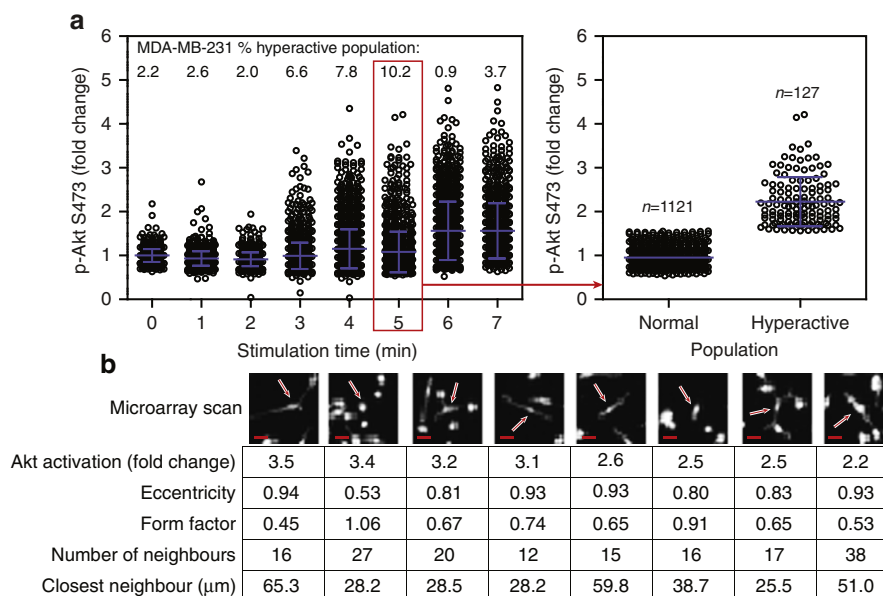 a
MDA-MB-231 % hyperactive population:
2.2 2.6 2.0 6.6 7.8 10.2 0.9 3.7
p-Akt S473 (fold change)
6
5
4
3
2
1
0
0 1 2 3 4 5 6 7
Stimulation time (min)
p-Akt S473 (fold change)
6
5
4
3
2
1
0
n=1121
n=127
Normal Hyperactive
Population
b
Microarray scan
Akt activation (fold change) 3.5 3.4 3.2 3.1 2.6 2.5 2.5 2.2
Eccentricity 0.94 0.53 0.81 0.93 0.93 0.80 0.83 0.93
Form factor 0.45 1.06 0.67 0.74 0.65 0.91 0.65 0.53
Number of neighbours 16 27 20 12 15 16 17 38
Closest neighbour (μm) 65.3 28.2 28.5 28.2 59.8 38.7 25.5 51.0